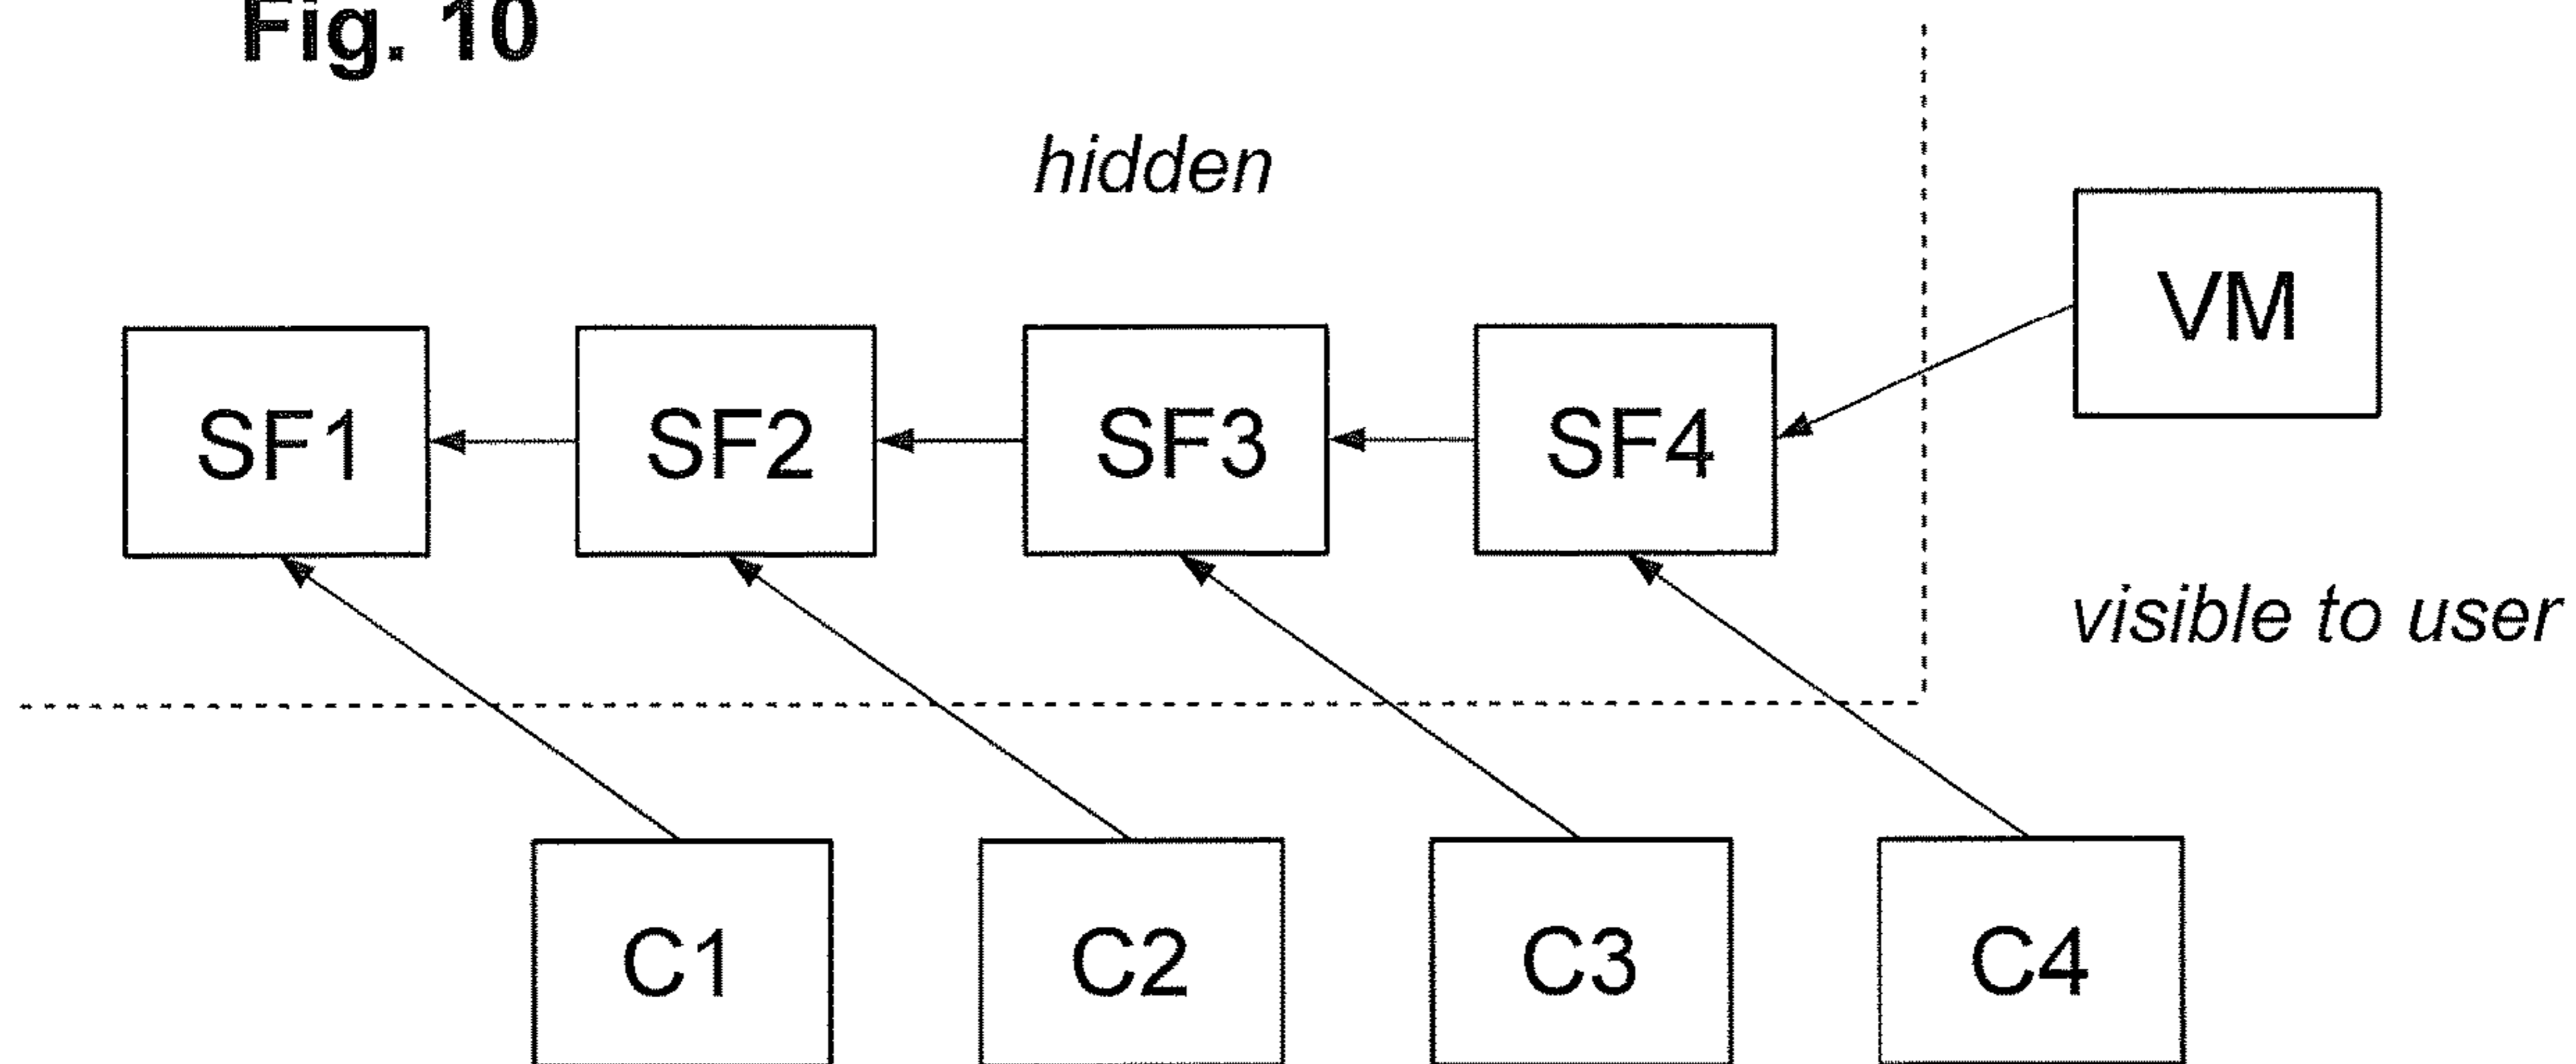 Fig. 10
hidden
VM
SF1
SF2
SF3
SF4
visible to user
C1
C2
C3
C4